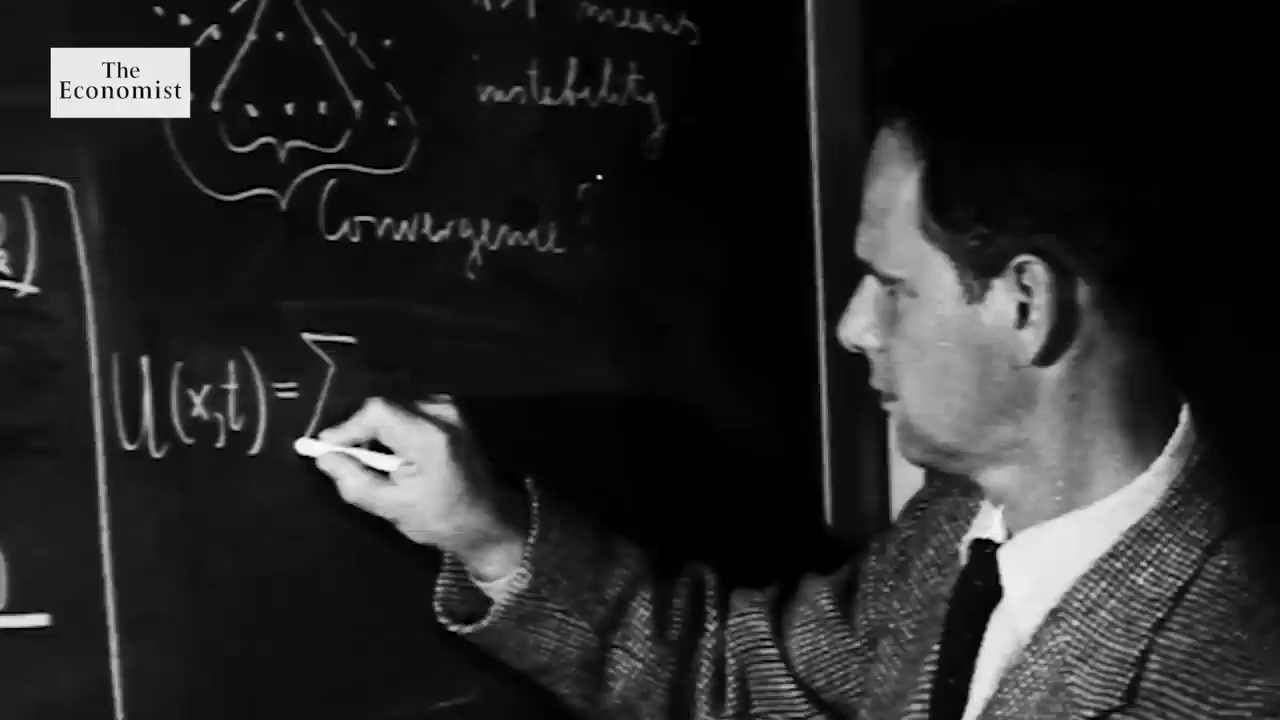 The
Economist
means
instability
Convergence?
U(x,t)=Σ